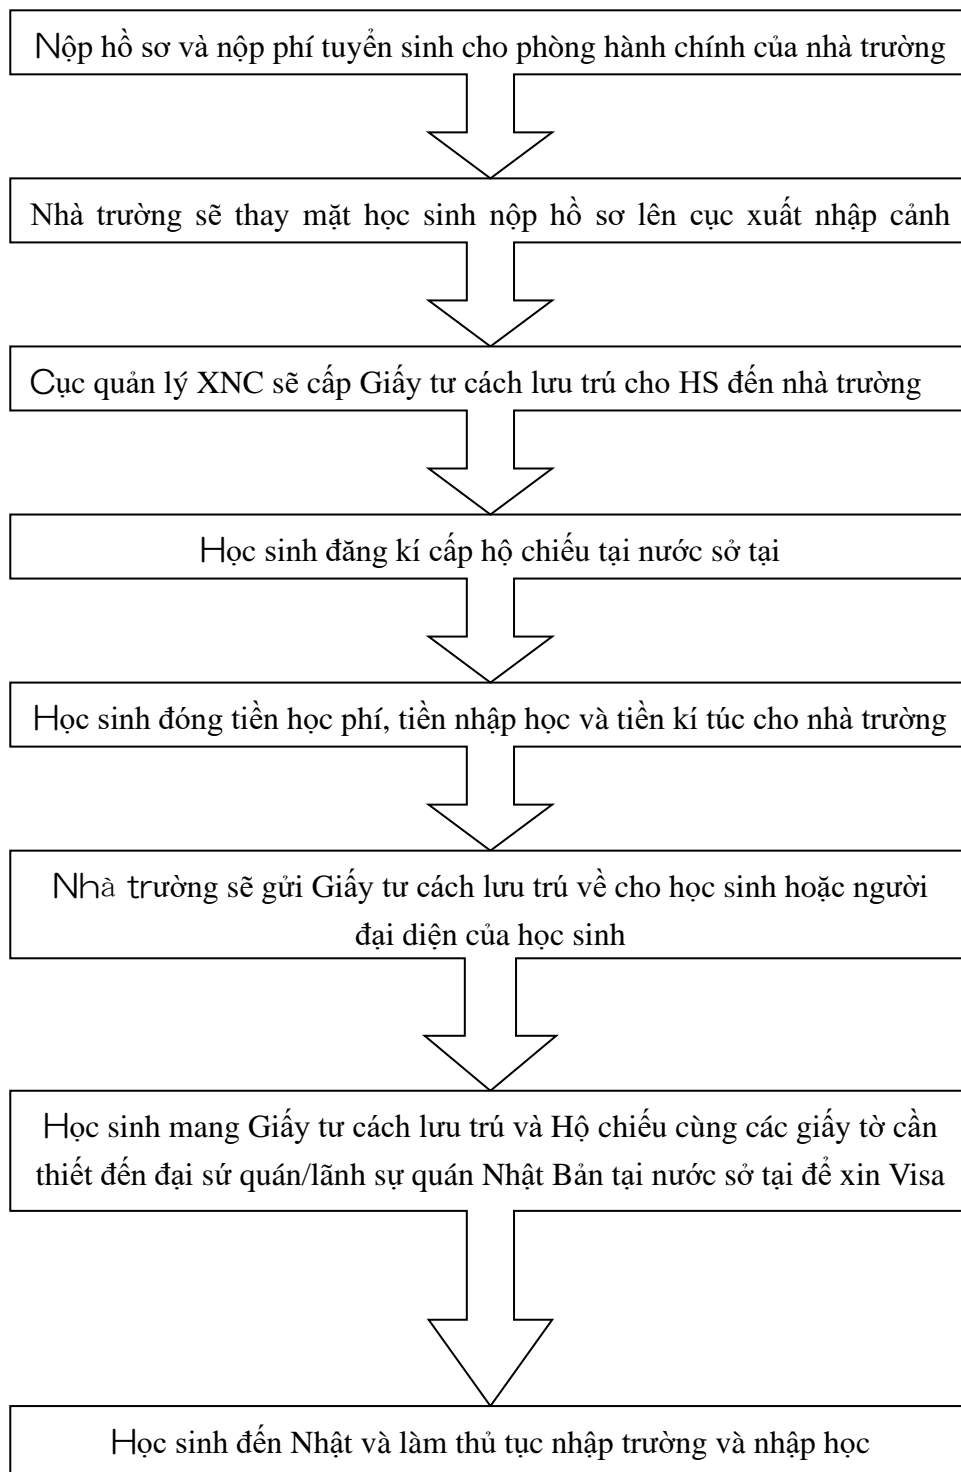 Nộp hồ sơ và nộp phí tuyển sinh cho phòng hành chính của nhà trường
Nhà trường sẽ thay mặt học sinh nộp hồ sơ lên cục xuất nhập cảnh
Cục quản lý XNC sẽ cấp Giấy tư cách lưu trú cho HS đến nhà trường
Học sinh đăng kí cấp hộ chiếu tại nước sở tại
Học sinh đóng tiền học phí, tiền nhập học và tiền kí túc cho nhà trường
Nhà trường sẽ gửi Giấy tư cách lưu trú về cho học sinh hoặc người
đại diện của học sinh
Học sinh mang Giấy tư cách lưu trú và Hộ chiếu cùng các giấy tờ cần
thiết đến đại sứ quán/lãnh sự quán Nhật Bản tại nước sở tại để xin Visa
Học sinh đến Nhật và làm thủ tục nhập trường và nhập học